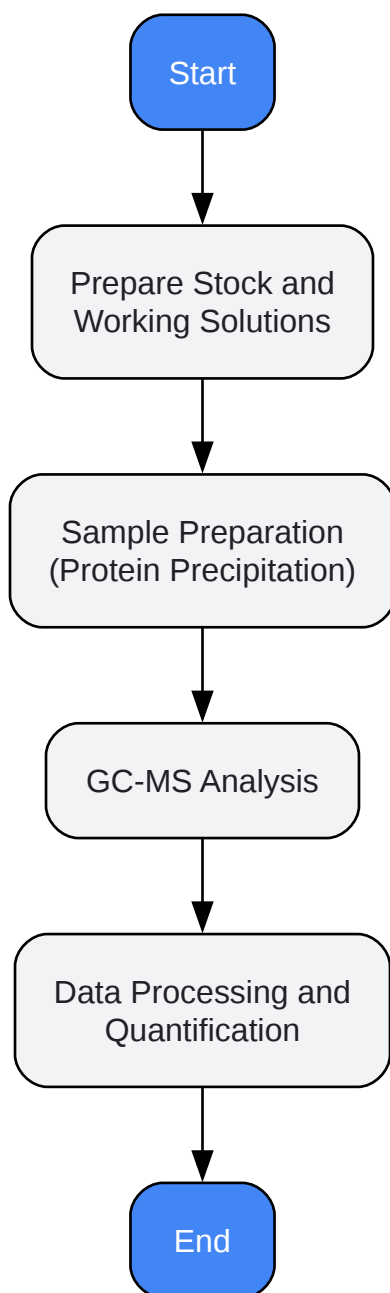 Start
Prepare Stock and
Working Solutions
Sample Preparation
(Protein Precipitation)
GC-MS Analysis
Data Processing and
Quantification
End